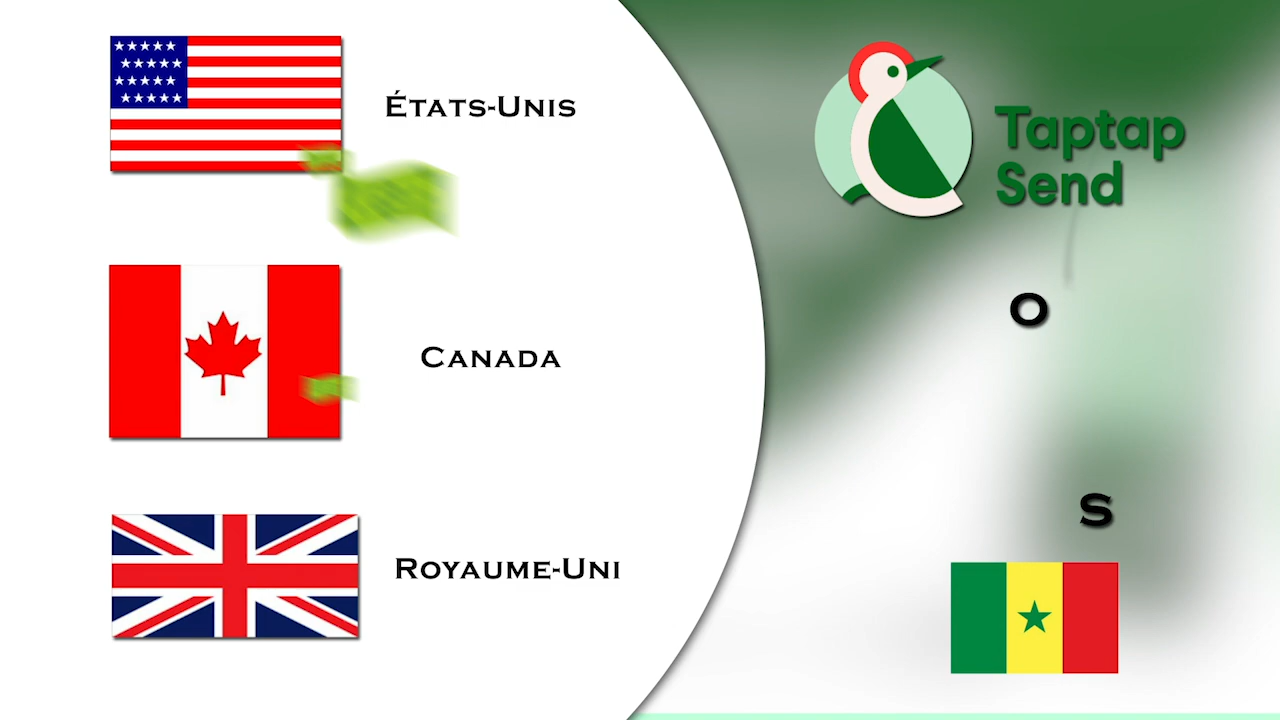 États-Unis
Canada
Royaume-Uni
Taptap
Send
O
S